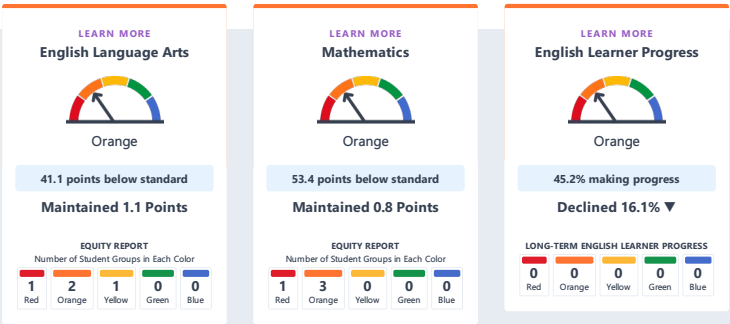 LEARN MORE
English Language Arts
Orange
41.1 points below standard
Maintained 1.1 Points
EQUITY REPORT
Number of Student Groups in Each Color
1 2 1 0 0
Red Orange Yellow Green Blue
LEARN MORE
Mathematics
Orange
53.4 points below standard
Maintained 0.8 Points
EQUITY REPORT
Number of Student Groups in Each Color
1 3 0 0 0
Red Orange Yellow Green Blue
LEARN MORE
English Learner Progress
Orange
45.2% making progress
Declined 16.1% ▼
LONG-TERM ENGLISH LEARNER PROGRESS
0 0 0 0 0
Red Orange Yellow Green Blue